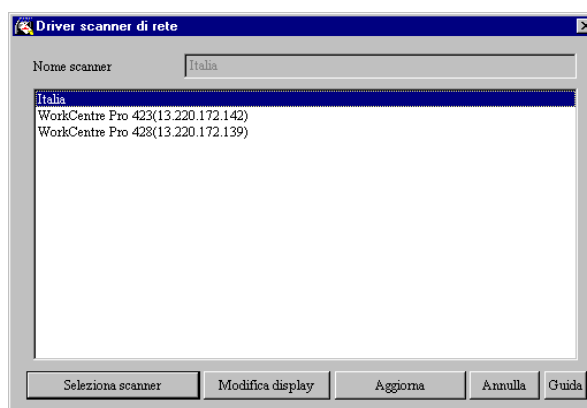 Driver scanner di rete
Nome scanner Italia
Italia
WorkCentre Pro 423(13.220.172.142)
WorkCentre Pro 428(13.220.172.139)
Seleziona scanner Modifica display Aggiorna Annulla Guida